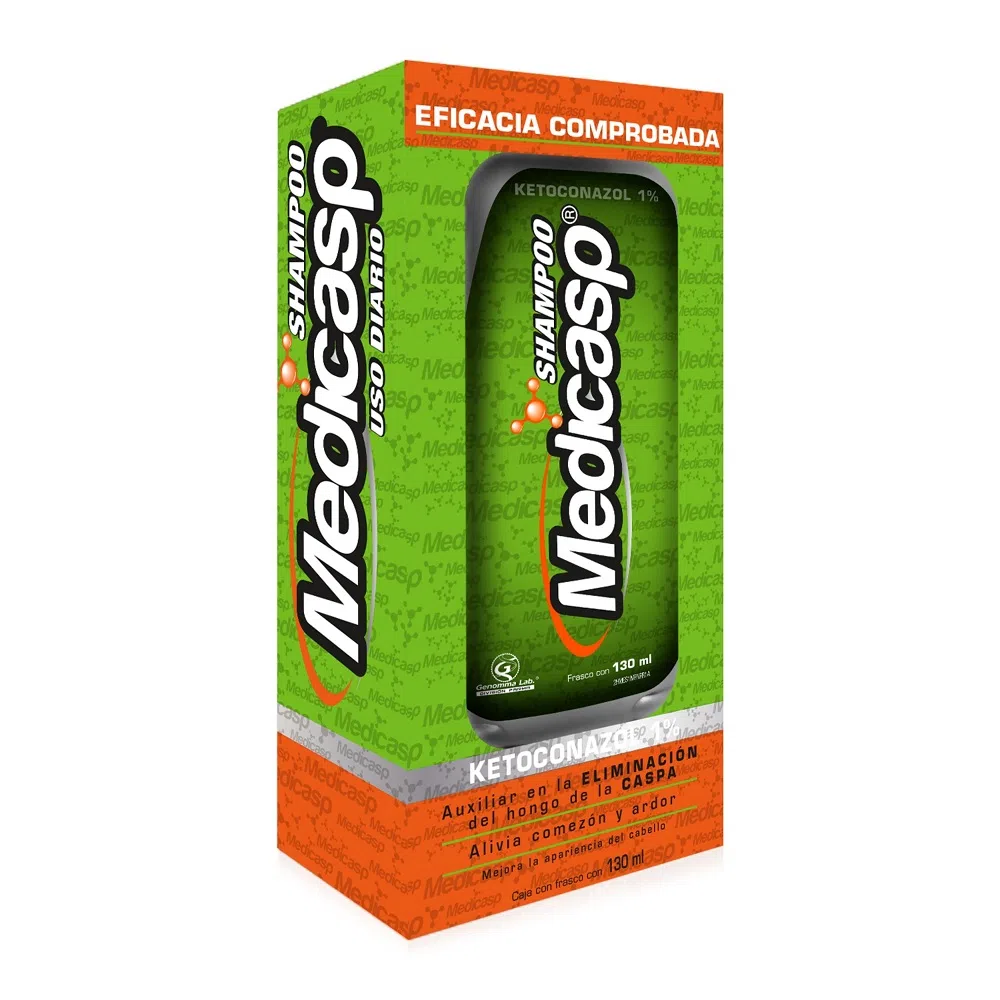 SHAMPOO
Medicasp
USO DIARIO
EFICACIA COMPROBADA
KETOCONAZOL 1%
SHAMPOO
Medicasp®
Genomma Lab.®
DIVISIÓN PHARMA
Frasco con 130 ml
KETOCONAZOL 1%
Auxiliar en la ELIMINACIÓN
del hongo de la CASPA
Alivia comezón y ardor
Mejora la apariencia del cabello
Caja con frasco con 130 ml